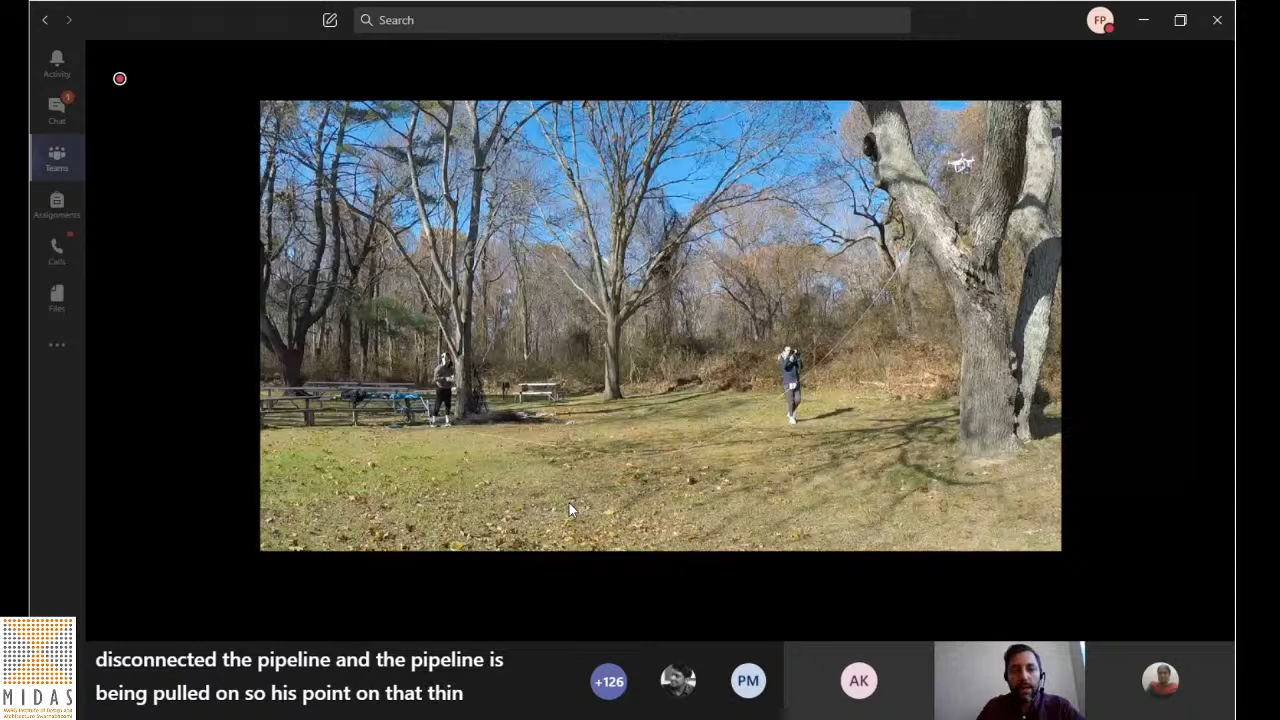 Search
FP
Activity
1
Chat
Teams
Assignments
Calls
Files
disconnected the pipeline and the pipeline is
being pulled on so his point on that thin
+126
PM
AK
MIDAS